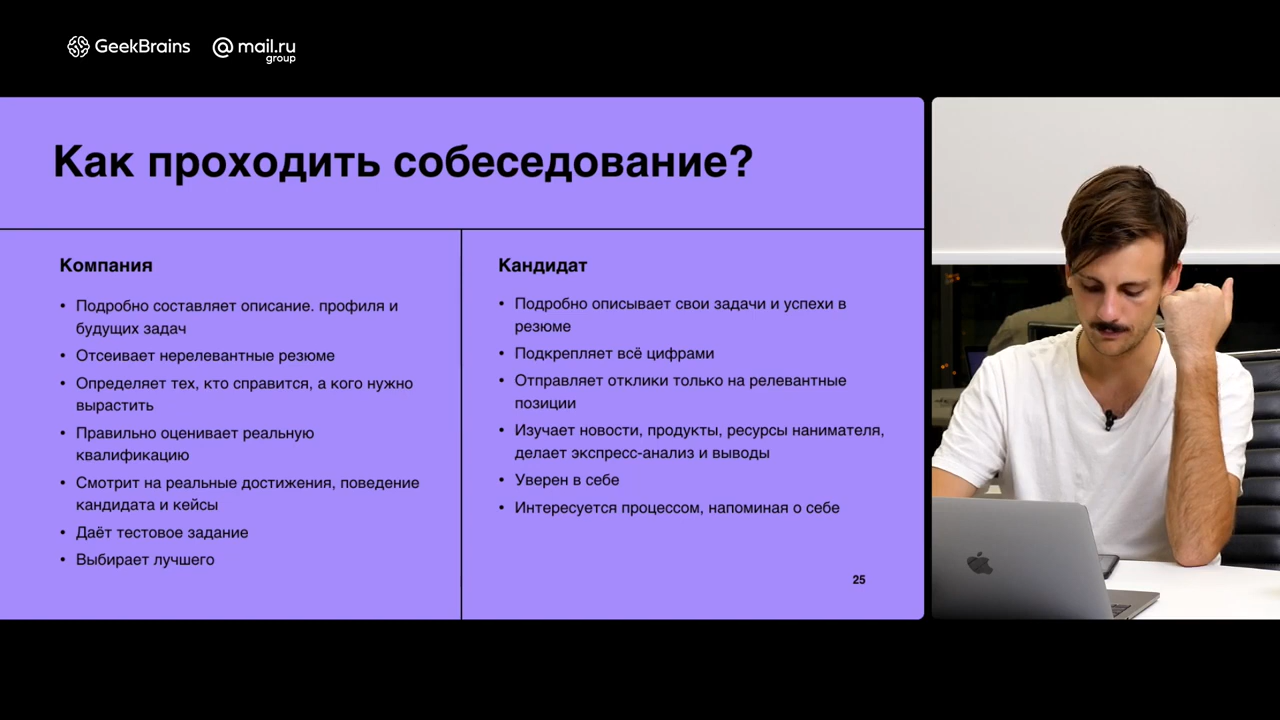 GeekBrains
@mail.ru
group
Как проходить собеседование?
Компания
• Подробно составляет описание. профиля и
будущих задач
• Отсеивает нерелевантные резюме
• Определяет тех, кто справится, а кого нужно
вырастить
• Правильно оценивает реальную
квалификацию
• Смотрит на реальные достижения, поведение
кандидата и кейсы
• Даёт тестовое задание
• Выбирает лучшего
Кандидат
• Подробно описывает свои задачи и успехи в
резюме
• Подкрепляет всё цифрами
• Отправляет отклики только на релевантные
позиции
• Изучает новости, продукты, ресурсы нанимателя,
делает экспресс-анализ и выводы
• Уверен в себе
• Интересуется процессом, напоминая о себе
25